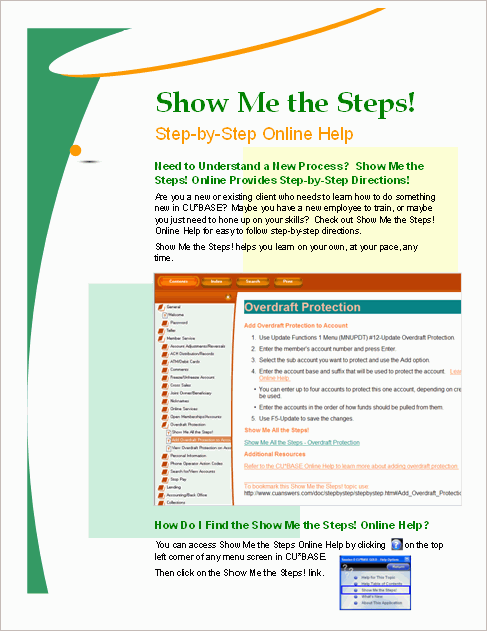 Show Me the Steps!
Step-by-Step Online Help
Need to Understand a New Process? Show Me the
Steps! Online Provides Step-by-Step Directions!
Are you a new or existing client who needs to learn how to do something
new in CU*BASE? Maybe you have a new employee to train, or maybe
you just need to hone up on your skills? Check out Show Me the Steps!
Online Help for easy to follow step-by-step directions.
Show Me the Steps! helps you learn on your own, at your pace, any
time.
Contents Index Search Print
General
Welcome
Password
Teller
Member Service
Account Adjustments/Reversals
ACH Distribution/Records
ATM/Debit Cards
Comments
Freeze/Unfreeze Account
Cross Sales
Joint Owner/Beneficiary
Nicknames
Online Services
Open Memberships/Accounts
Overdraft Protection
Show Me All the Steps!
Add Overdraft Protection to Accou
View Overdraft Protection on Acco
Personal Information
Phone Operator Action Codes
Search for Accounts
Stop Pay
Lending
Accounting/Back Office
Collections
Overdraft Protection
Add Overdraft Protection to Account
1. Use Update Functions 1 Menu (MNUPDT) #12-Update Overdraft Protection.
2. Enter the member's account number and press Enter.
3. Select the sub account you want to protect and use the Add option.
4. Enter the account base and suffix that will be used to protect the account.
Online Help.
• You can enter up to four accounts to protect this one account, depending on cre
be used.
• Enter the accounts in the order of how funds should be pulled from them.
5. Use F5-Update to save the changes.
Show Me All the Steps!
Show Me All the Steps - Overdraft Protection
Additional Resources
Refer to the CU*BASE Online Help to learn more about adding overdraft protection.
To bookmark this Show Me the Steps! topic use
http://www.cuanswers.com/doc/stepbystep/stepbystep.htm#Add_Overdraft_Protectio
How Do I Find the Show Me the Steps! Online Help?
You can access Show Me the Steps Online Help by clicking ? on the top
left corner of any menu screen in CU*BASE.
Then click on the Show Me the Steps! link.
Help for This Topic
Help Table of Contents
Show Me the Steps!
What's New
About This Application